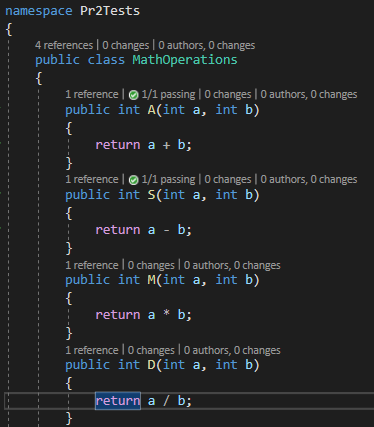 namespace Pr2Tests
{
4 references | 0 changes | 0 authors, 0 changes
public class MathOperations
{
1 reference | 1/1 passing | 0 changes | 0 authors, 0 changes
public int A(int a, int b)
{
return a + b;
}
1 reference | 1/1 passing | 0 changes | 0 authors, 0 changes
public int S(int a, int b)
{
return a - b;
}
1 reference | 0 changes | 0 authors, 0 changes
public int M(int a, int b)
{
return a * b;
}
1 reference | 0 changes | 0 authors, 0 changes
public int D(int a, int b)
{
return a / b;
}